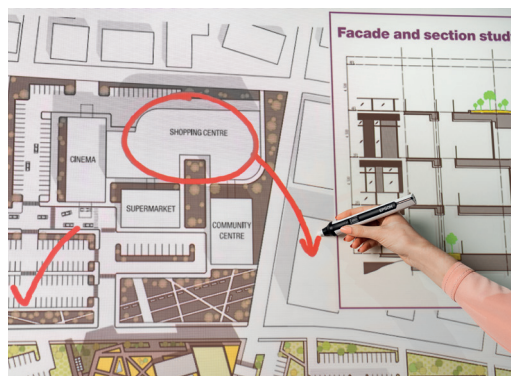 Facade and section stud
SHOPPING CENTRE
CINEMA
SUPERMARKET
COMMUNITY
CENTRE